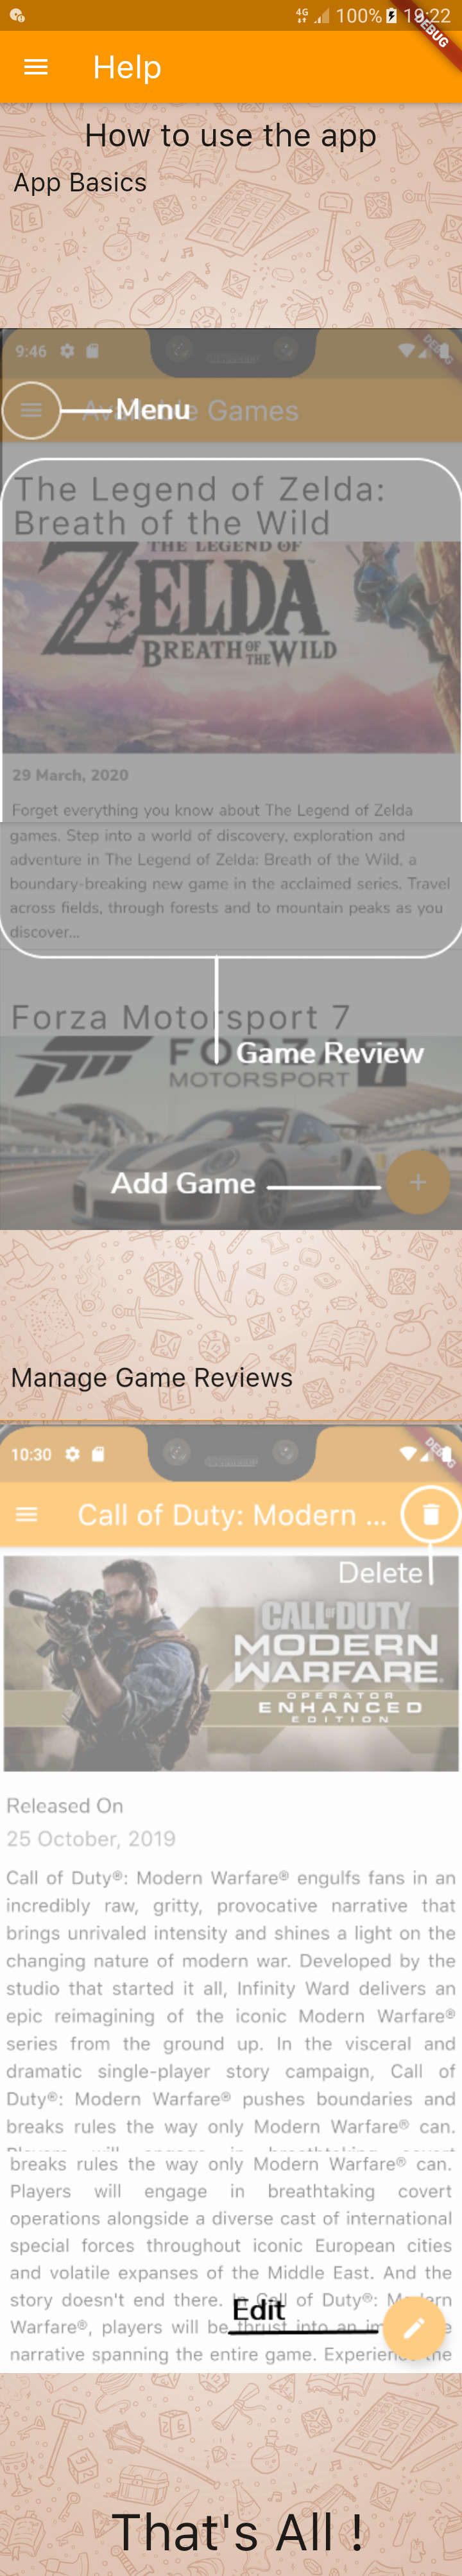 4G 100% 19:22
DEBUG
Help
How to use the app
App Basics
9:46
DEBUG
Menu
Available Games
The Legend of Zelda:
Breath of the Wild
THE LEGEND OF
ZELDA
BREATH OF THE WILD
29 March, 2020
Forget everything you know about The Legend of Zelda
games. Step into a world of discovery, exploration and
adventure in The Legend of Zelda: Breath of the Wild, a
boundary-breaking new game in the acclaimed series. Travel
across fields, through forests and to mountain peaks as you
discover...
Forza Motorsport 7
FORZA
MOTORSPORT 7
Game Review
Add Game
Manage Game Reviews
10:30
DEBUG
Call of Duty: Modern ...
Delete
CALL OF DUTY
MODERN
WARFARE
OPERATOR
ENHANCED
EDITION
Released On
25 October, 2019
Call of Duty®: Modern Warfare® engulfs fans in an
incredibly raw, gritty, provocative narrative that
brings unrivaled intensity and shines a light on the
changing nature of modern war. Developed by the
studio that started it all, Infinity Ward delivers an
epic reimagining of the iconic Modern Warfare®
series from the ground up. In the visceral and
dramatic single-player story campaign, Call of
Duty®: Modern Warfare® pushes boundaries and
breaks rules the way only Modern Warfare® can.
Players will engage in breathtaking covert
breaks rules the way only Modern Warfare® can.
Players will engage in breathtaking covert
operations alongside a diverse cast of international
special forces throughout iconic European cities
and volatile expanses of the Middle East. And the
story doesn't end there. In Call of Duty®: Modern
Edit
Warfare®, players will be thrust into an
narrative spanning the entire game. Experience the
That's All !